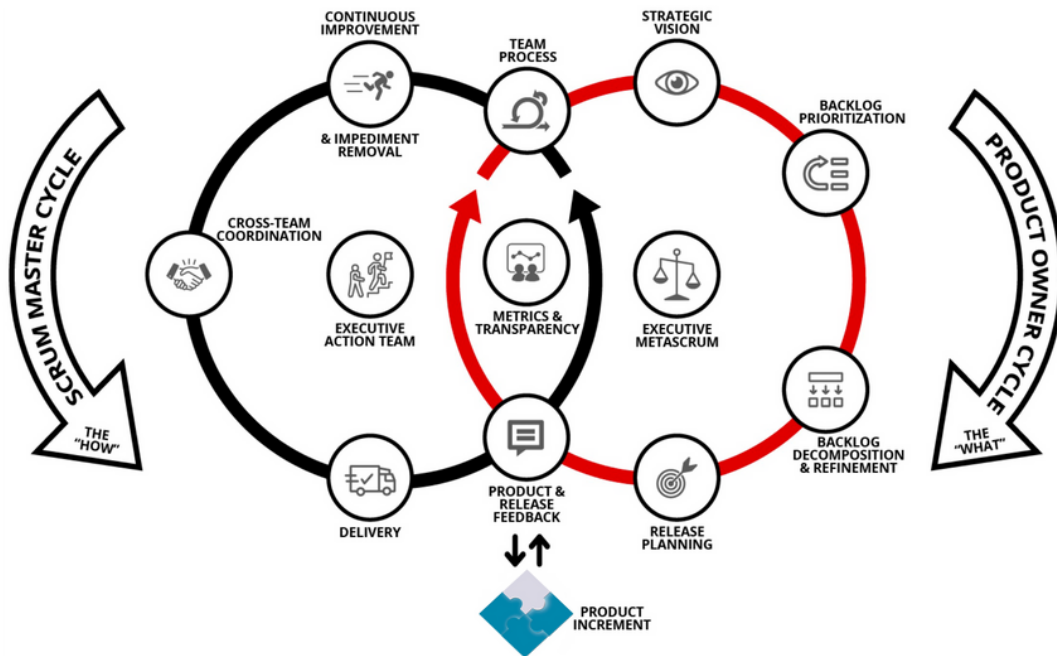 CONTINUOUS
IMPROVEMENT
& IMPEDIMENT
REMOVAL
TEAM
PROCESS
STRATEGIC
VISION
BACKLOG
PRIORITIZATION
SCRUM MASTER CYCLE
THE
"HOW"
CROSS-TEAM
COORDINATION
EXECUTIVE
ACTION TEAM
METRICS &
TRANSPARENCY
EXECUTIVE
METASCRUM
PRODUCT OWNER CYCLE
THE
"WHAT"
BACKLOG
DECOMPOSITION
& REFINEMENT
DELIVERY
PRODUCT &
RELEASE
FEEDBACK
RELEASE
PLANNING
PRODUCT
INCREMENT